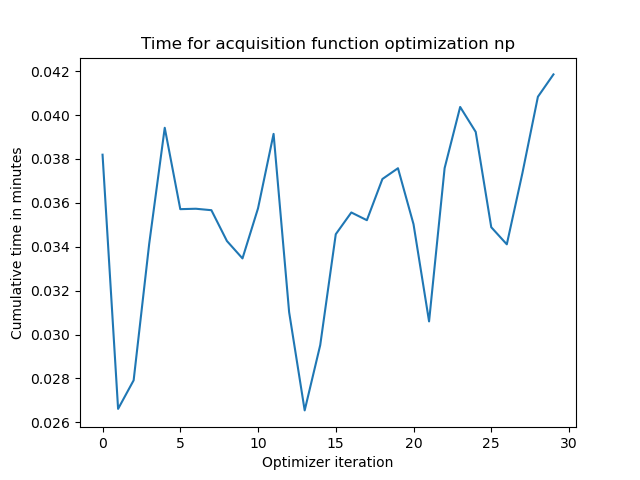 Time for acquisition function optimization np
Cumulative time in minutes
0.042
0.040
0.038
0.036
0.034
0.032
0.030
0.028
0.026
0 5 10 15 20 25 30
Optimizer iteration